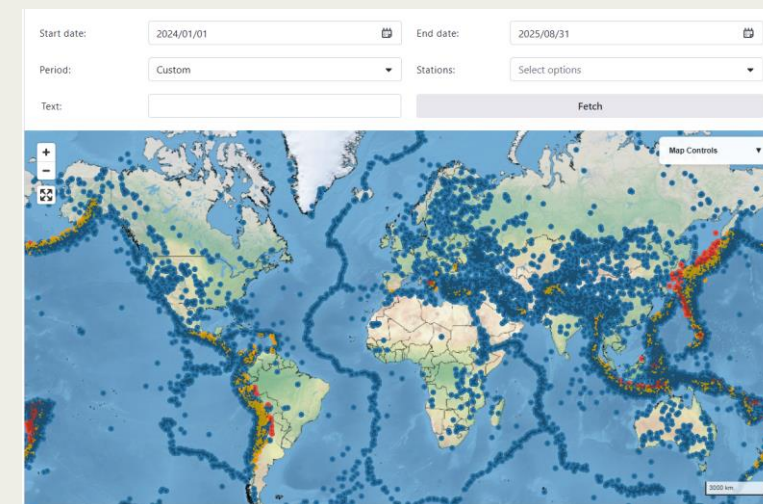 Start date: 2024/01/01 End date: 2025/08/31
Period: Custom Stations: Select options
Text: Fetch
+
−
Map Controls
3000 km